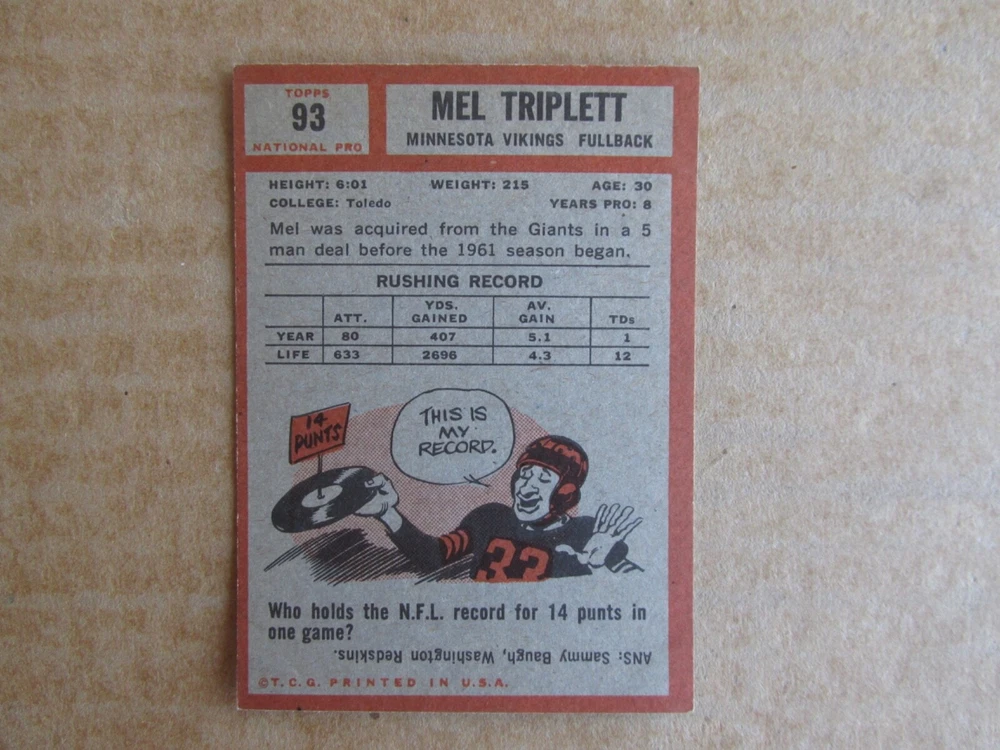 TOPPS
93
NATIONAL PRO
MEL TRIPLETT
MINNESOTA VIKINGS FULLBACK
HEIGHT: 6:01 WEIGHT: 215 AGE: 30
COLLEGE: Toledo YEARS PRO: 8
Mel was acquired from the Giants in a 5
man deal before the 1961 season began.
RUSHING RECORD
ATT. YDS. GAINED AV. GAIN TDs
YEAR 80 407 5.1 1
LIFE 633 2696 4.3 12
14
PUNTS
THIS IS
MY
RECORD.
33
Who holds the N.F.L. record for 14 punts in
one game?
ANS: Sammy Baugh, Washington Redskins.
©T.C.G. PRINTED IN U.S.A.